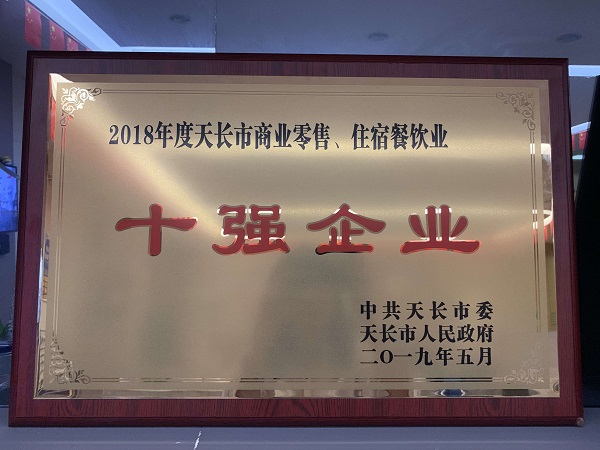 2018年度天长市商业零售、住宿餐饮业
十强企业
中共天长市委
天长市人民政府
二〇一九年五月